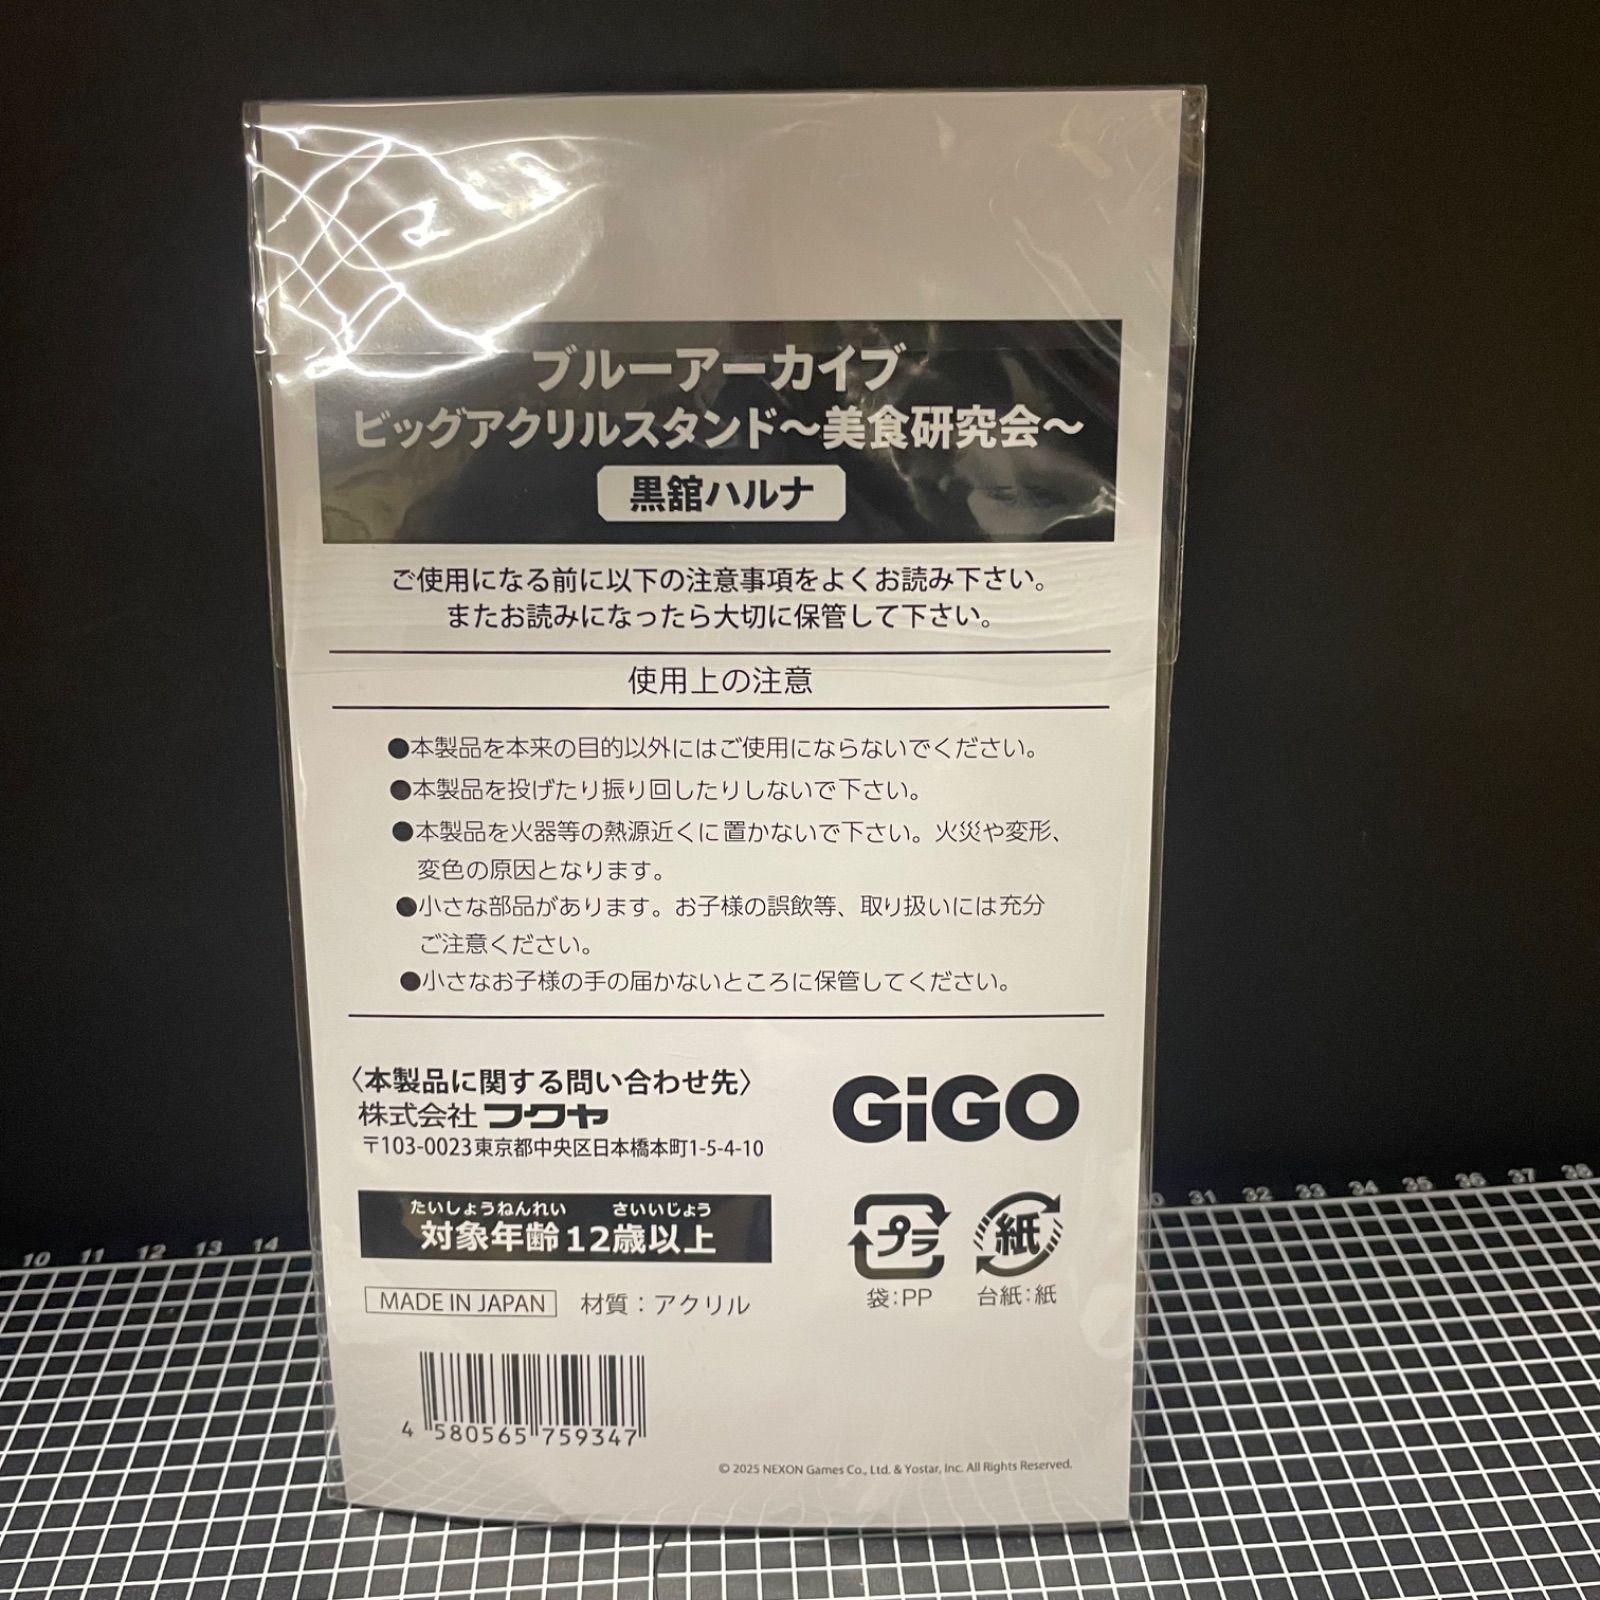 ブルーアーカイブ
ビッグアクリルスタンド〜美食研究会〜
黒舘ハルナ
ご使用になる前に以下の注意事項をよくお読み下さい。
またお読みになったら大切に保管して下さい。
使用上の注意
●本製品を本来の目的以外にはご使用にならないでください。
●本製品を投げたり振り回したりしないで下さい。
●本製品を火器等の熱源近くに置かないで下さい。火災や変形、
変色の原因となります。
●小さな部品があります。お子様の誤飲等、取り扱いには充分
ご注意ください。
●小さなお子様の手の届かないところに保管してください。
〈本製品に関する問い合わせ先〉
株式会社フクヤ
〒103-0023東京都中央区日本橋本町1-5-4-10
GiGO
たいしょうねんれい さいいじょう
対象年齢12歳以上
プラ
紙
袋:PP
台紙:紙
MADE IN JAPAN 材質:アクリル
4 580565 759347
© 2025 NEXON Games Co., Ltd. & Yostar, Inc. All Rights Reserved.
10 11 12 13 14
31 32 33 34 35 36 37 38